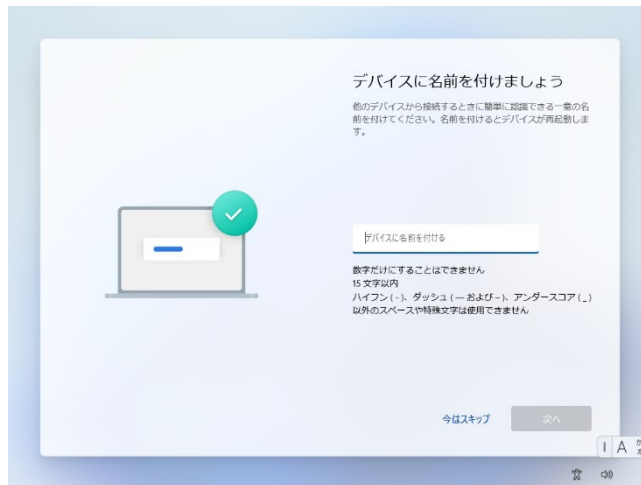 デバイスに名前を付けましょう
他のデバイスから接続するときに簡単に認識できる一意の名
前を付けてください。名前を付けるとデバイスが再起動しま
す。
デバイスに名前を付ける
数字だけにすることはできません
15 文字以内
ハイフン ( - )、ダッシュ ( — および – )、アンダースコア ( _ )
以外のスペースや特殊文字は使用できません
今はスキップ
次へ
A